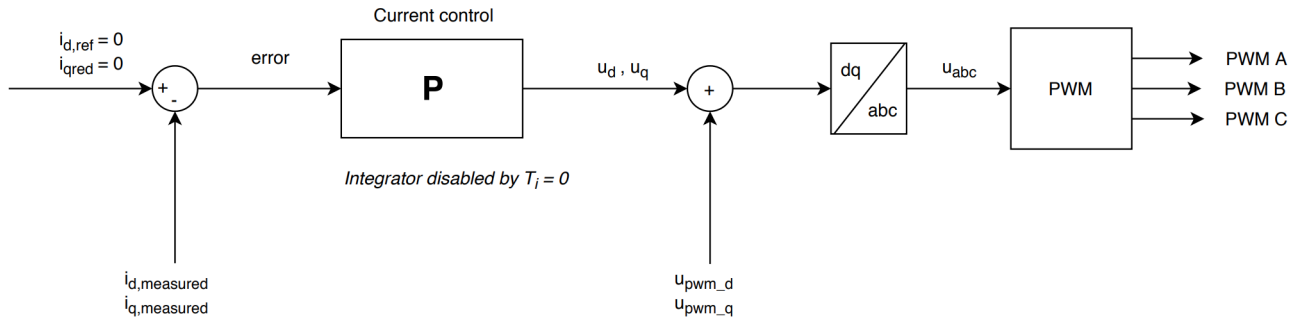 Current control
i_d,ref = 0
i_qred = 0
+
-
error
P
u_d , u_q
+
dq
abc
u_abc
PWM
PWM A
PWM B
PWM C
Integrator disabled by T_i = 0
i_d,measured
i_q,measured
u_pwm_d
u_pwm_q